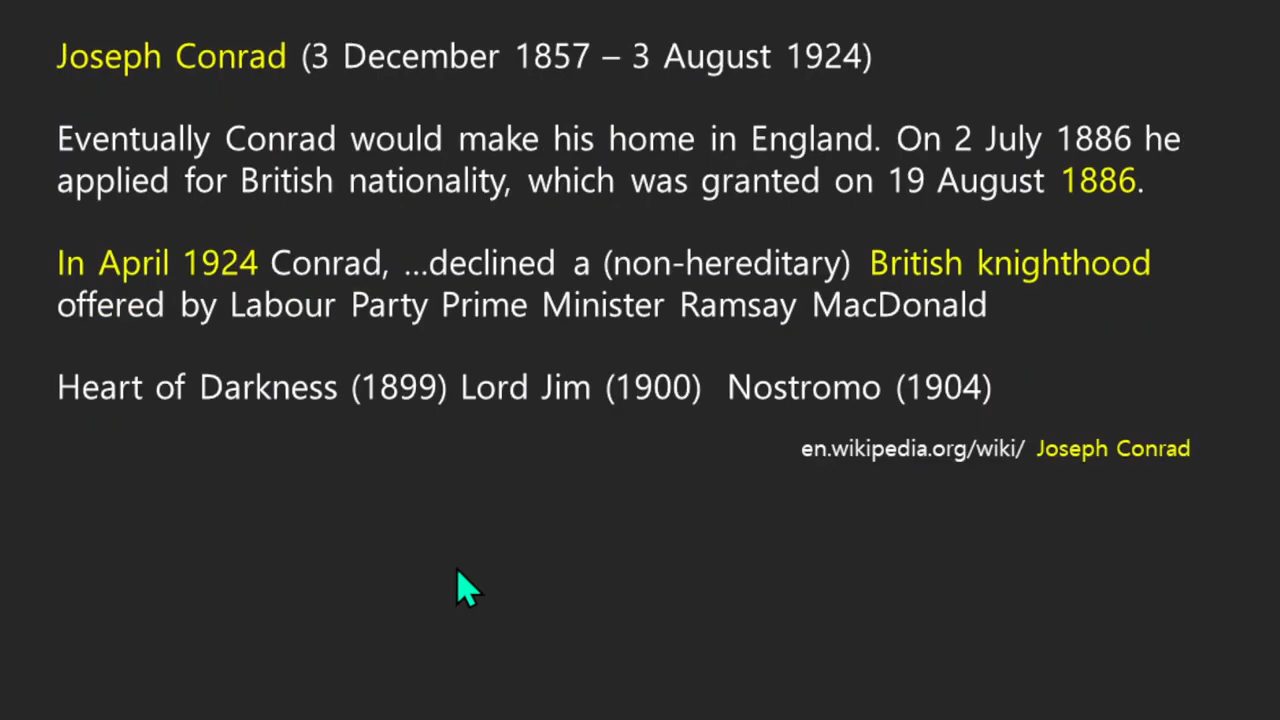 Joseph Conrad (3 December 1857 – 3 August 1924)
Eventually Conrad would make his home in England. On 2 July 1886 he
applied for British nationality, which was granted on 19 August 1886.
In April 1924 Conrad, ...declined a (non-hereditary) British knighthood
offered by Labour Party Prime Minister Ramsay MacDonald
Heart of Darkness (1899) Lord Jim (1900) Nostromo (1904)
en.wikipedia.org/wiki/ Joseph Conrad